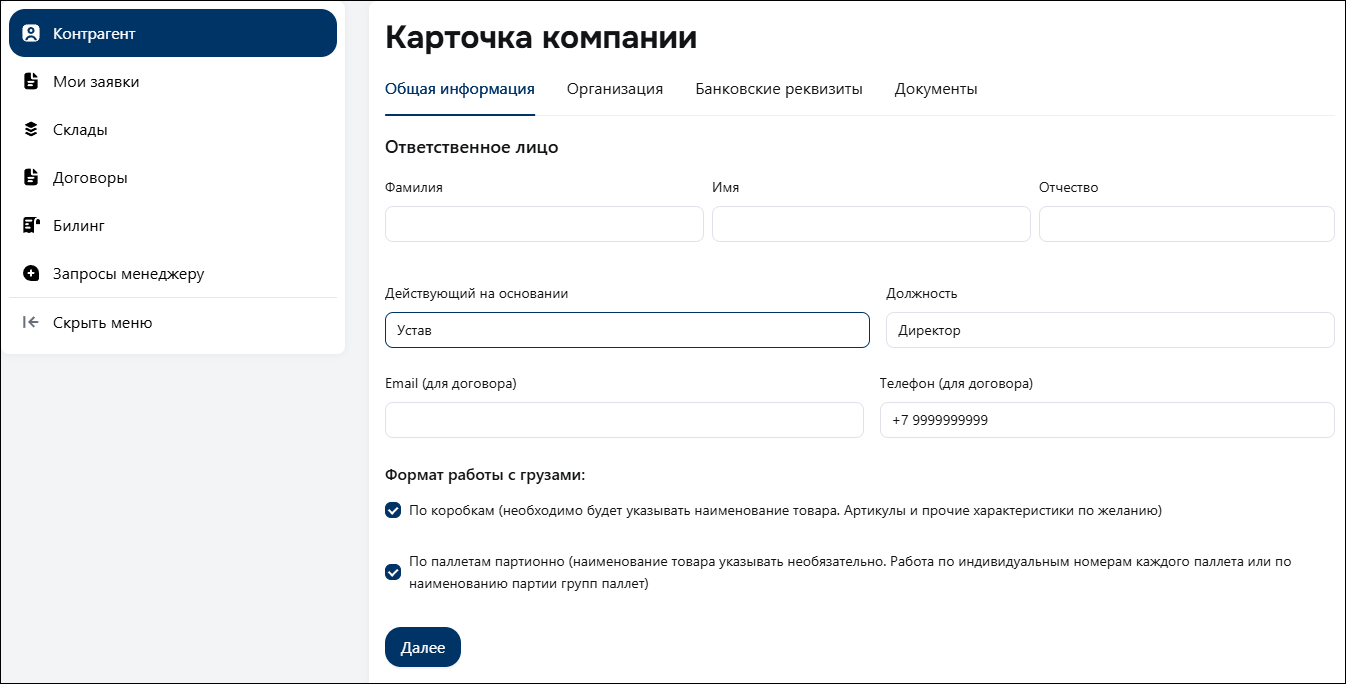 Контрагент
Мои заявки
Склады
Договоры
Билинг
Запросы менеджеру
Скрыть меню
Карточка компании
Общая информация Организация Банковские реквизиты Документы
Ответственное лицо
Фамилия Имя Отчество
Действующий на основании Должность
Устав Директор
Email (для договора) Телефон (для договора)
+7 9999999999
Формат работы с грузами:
По коробкам (необходимо будет указывать наименование товара. Артикулы и прочие характеристики по желанию)
По паллетам партионно (наименование товара указывать необязательно. Работа по индивидуальным номерам каждого паллета или по
наименованию партии групп паллет)
Далее